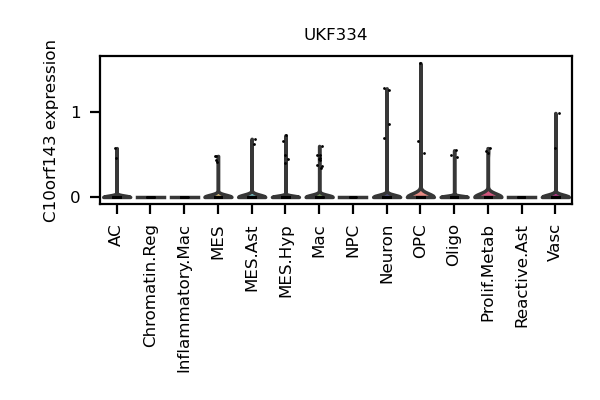 UKF334
C10orf143 expression
1
0
AC
Chromatin.Reg
Inflammatory.Mac
MES
MES.Ast
MES.Hyp
Mac
NPC
Neuron
OPC
Oligo
Prolif.Metab
Reactive.Ast
Vasc